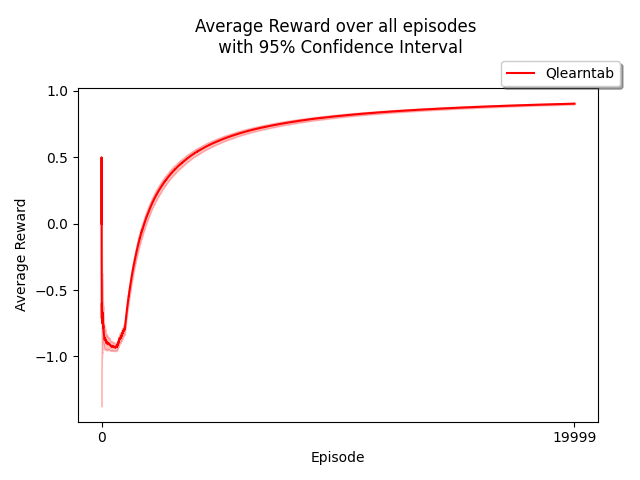 Average Reward over all episodes
with 95% Confidence Interval
Qlearntab
1.0
0.5
0.0
−0.5
−1.0
Average Reward
0
19999
Episode